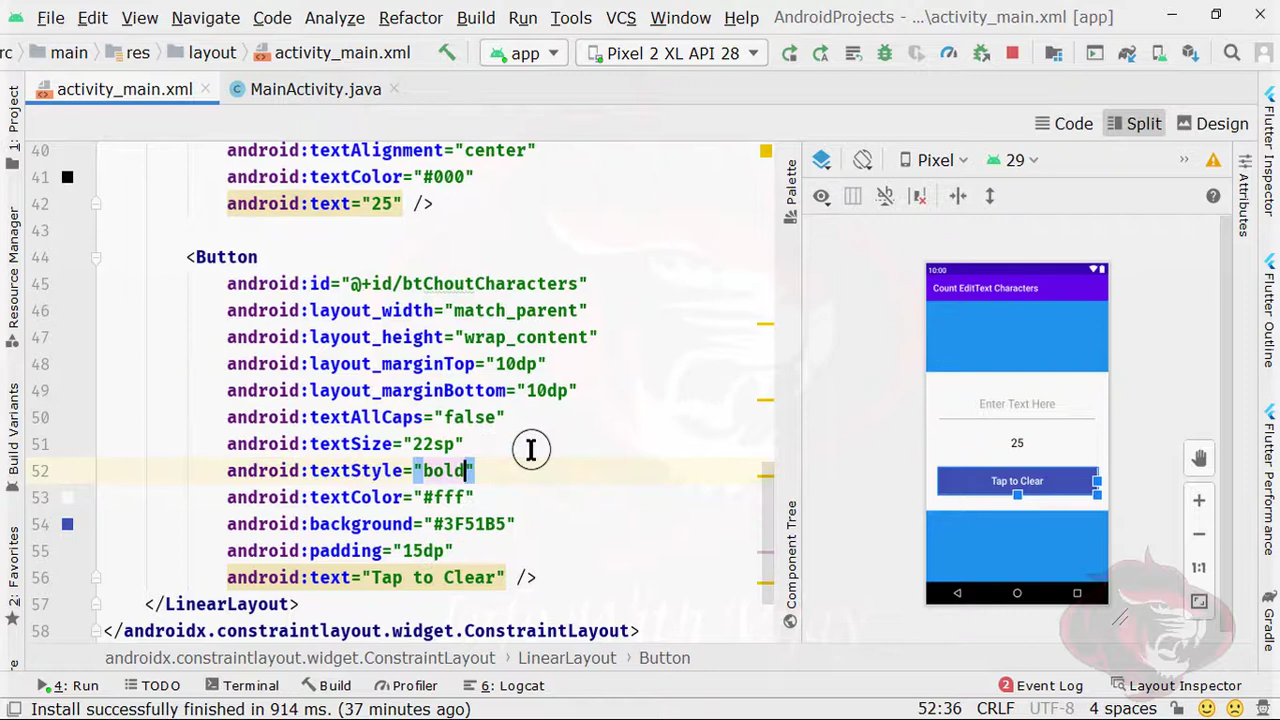 File Edit View Navigate Code Analyze Refactor Build Run Tools VCS Window Help AndroidProjects - ...\activity_main.xml [app]
rc main res layout activity_main.xml app Pixel 2 XL API 28
activity_main.xml MainActivity.java
Code Split Design
Pixel 29
1: Project
Resource Manager
Build Variants
2: Favorites
40 android:textAlignment="center"
41 android:textColor="#000"
42 android:text="25" />
43
44 <Button
45 android:id="@+id/btChoutCharacters"
46 android:layout_width="match_parent"
47 android:layout_height="wrap_content"
48 android:layout_marginTop="10dp"
49 android:layout_marginBottom="10dp"
50 android:textAllCaps="false"
51 android:textSize="22sp"
52 android:textStyle="bold"
53 android:textColor="#fff"
54 android:background="#3F51B5"
55 android:padding="15dp"
56 android:text="Tap to Clear" />
57 </LinearLayout>
58 </androidx.constraintlayout.widget.ConstraintLayout>
Palette
Component Tree
10:00
Count EditText Characters
Enter Text Here
25
Tap to Clear
1:1
Attributes
Flutter Inspector
Flutter Outline
Flutter Performance
Gradle
androidx.constraintlayout.widget.ConstraintLayout LinearLayout Button
4: Run TODO Terminal Build Profiler 6: Logcat 2 Event Log Layout Inspector
Install successfully finished in 914 ms. (37 minutes ago) 52:36 CRLF UTF-8 4 spaces